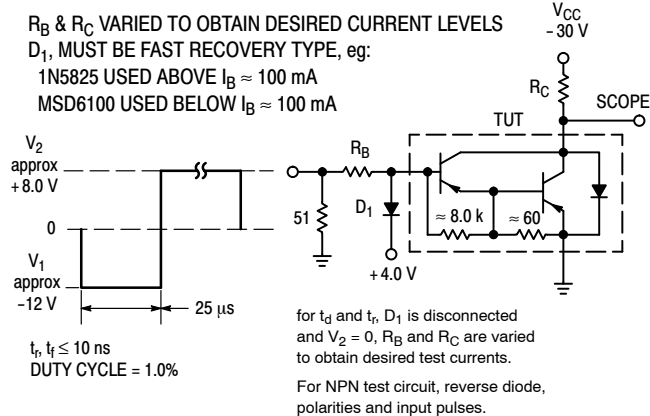 R_B & R_C VARIED TO OBTAIN DESIRED CURRENT LEVELS
D_1, MUST BE FAST RECOVERY TYPE, eg:
1N5825 USED ABOVE I_B ≈ 100 mA
MSD6100 USED BELOW I_B ≈ 100 mA
V_CC
- 30 V
R_C
SCOPE
TUT
V_2
approx
+ 8.0 V
R_B
0
51
D_1
≈ 8.0 k
≈ 60
V_1
approx
-12 V
+ 4.0 V
25 μs
t_r, t_f ≤ 10 ns
DUTY CYCLE = 1.0%
for t_d and t_r, D_1 is disconnected
and V_2 = 0, R_B and R_C are varied
to obtain desired test currents.
For NPN test circuit, reverse diode,
polarities and input pulses.